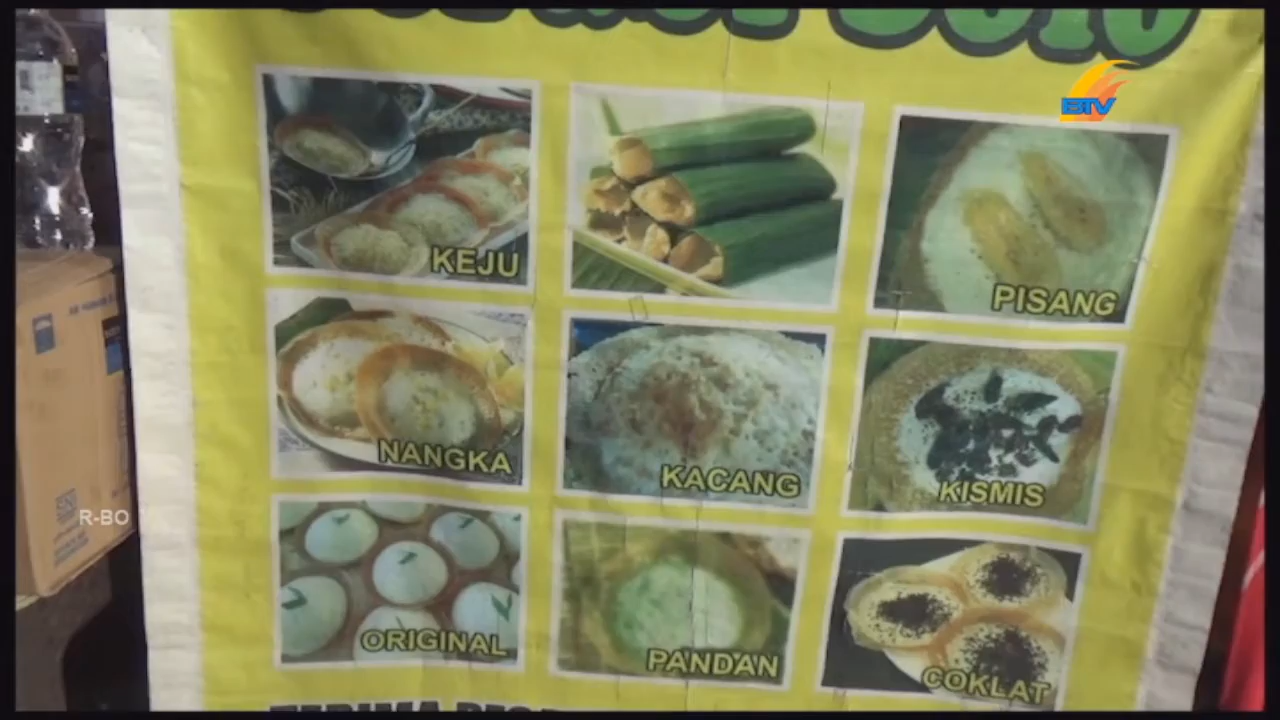 BTV
KEJU
PISANG
NANGKA
KACANG
KISMIS
R-BO
ORIGINAL
PANDAN
COKLAT